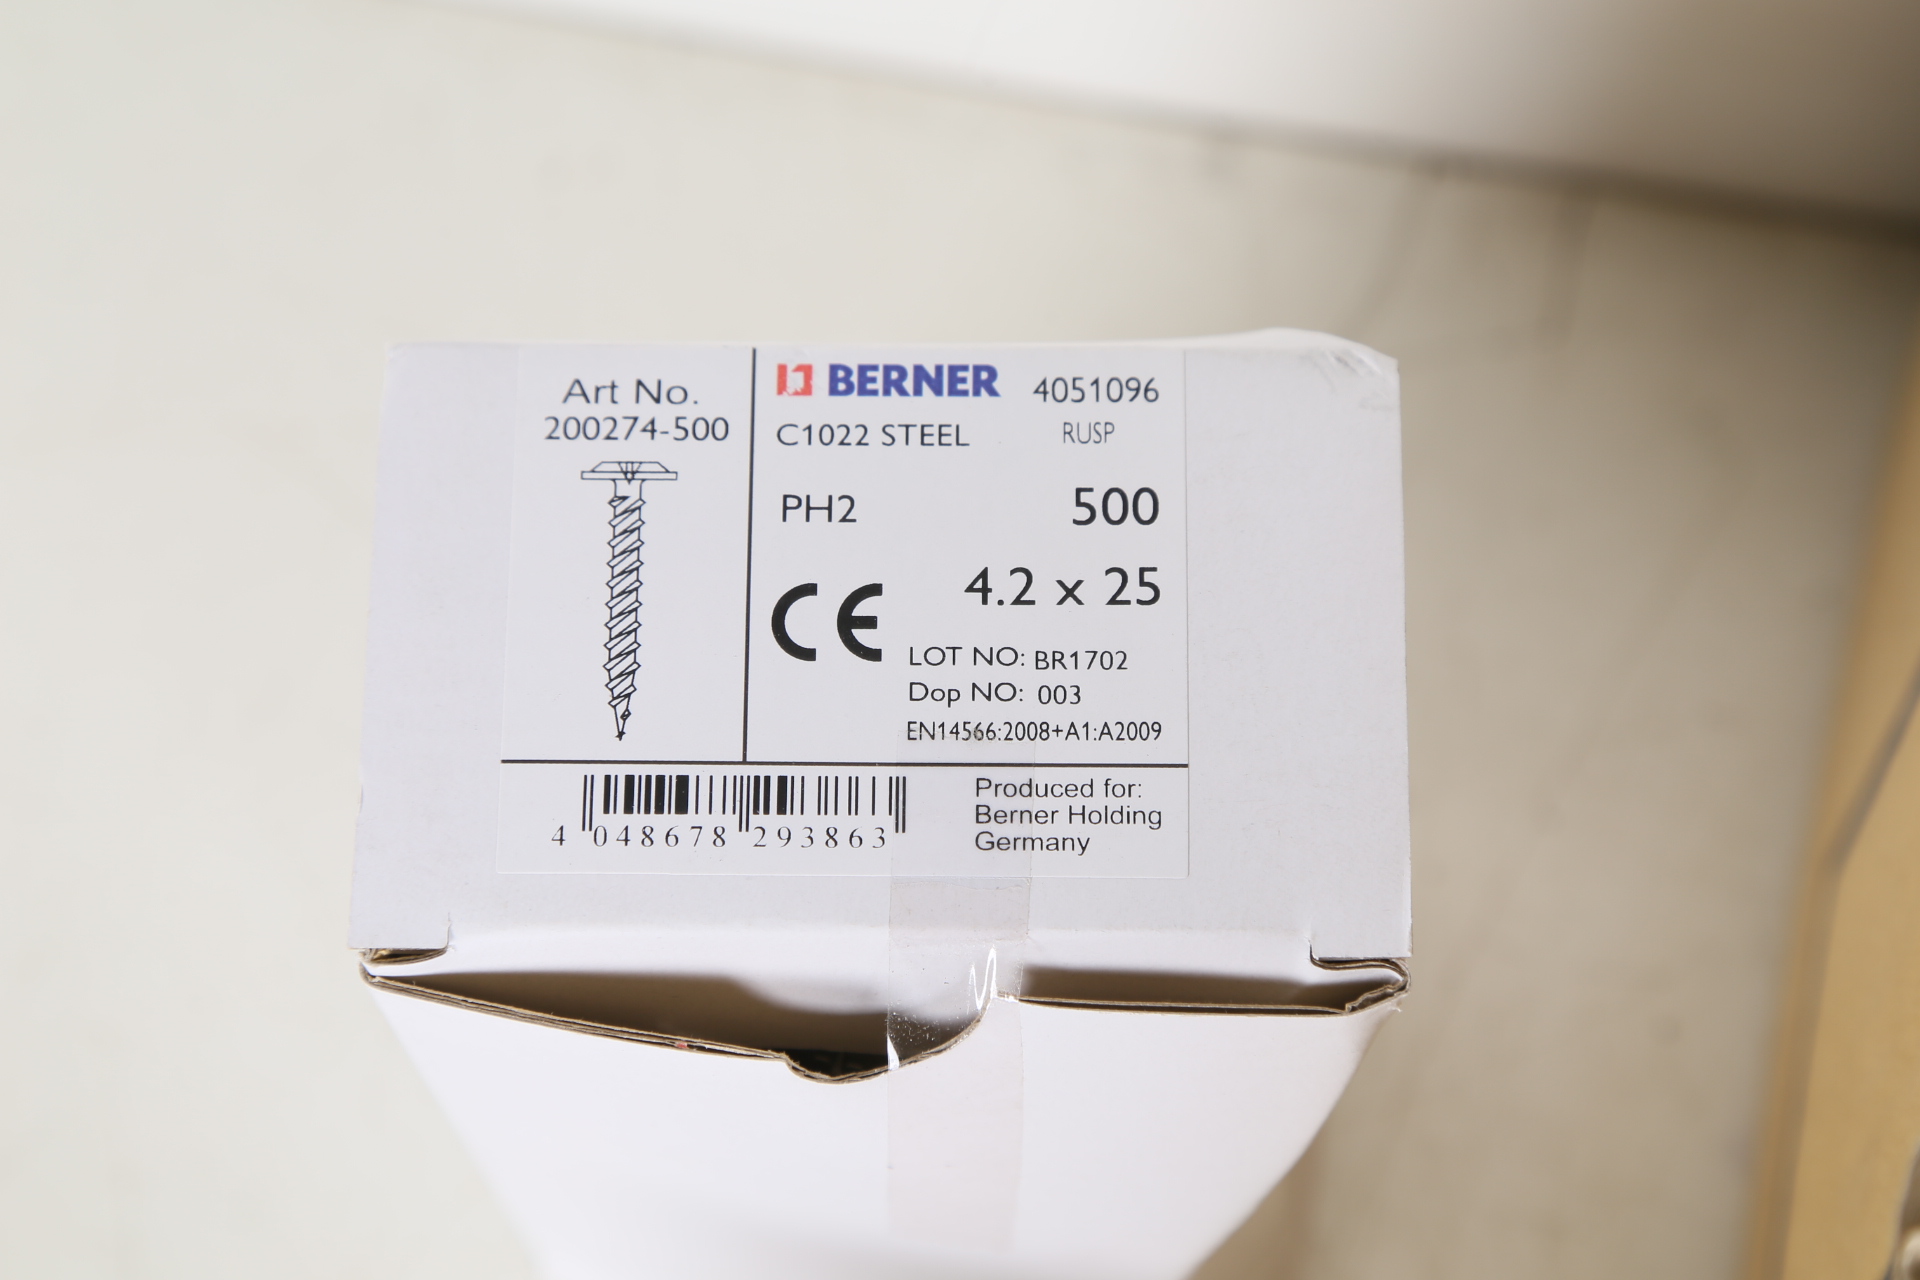 Art No.
200274-500
BERNER 4051096
C1022 STEEL RUSP
PH2 500
4.2 x 25
CE
LOT NO: BR1702
Dop NO: 003
EN14566:2008+A1:A2009
4 048678 293863
Produced for:
Berner Holding
Germany